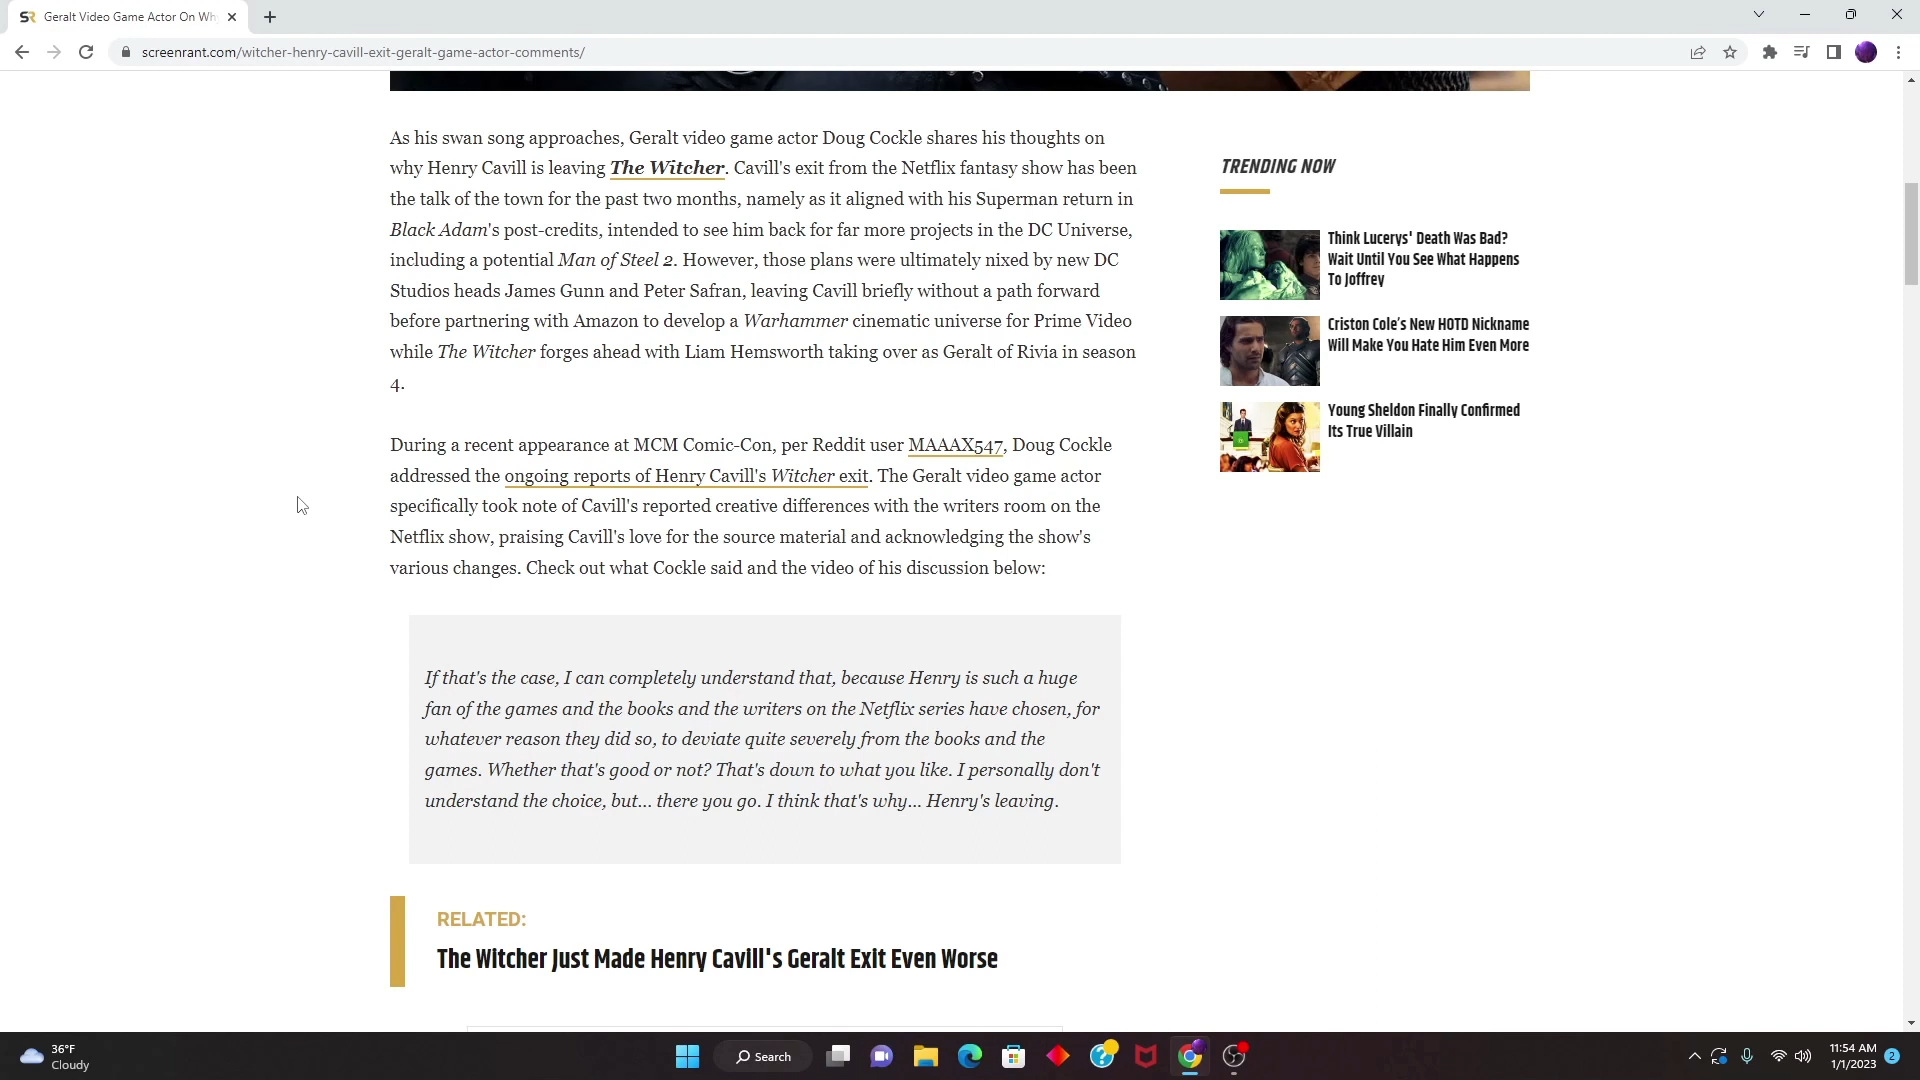 Geralt Video Game Actor On Wh
screenrant.com/witcher-henry-cavill-exit-geralt-game-actor-comments/
As his swan song approaches, Geralt video game actor Doug Cockle shares his thoughts on
why Henry Cavill is leaving The Witcher. Cavill's exit from the Netflix fantasy show has been
the talk of the town for the past two months, namely as it aligned with his Superman return in
Black Adam's post-credits, intended to see him back for far more projects in the DC Universe,
including a potential Man of Steel 2. However, those plans were ultimately nixed by new DC
Studios heads James Gunn and Peter Safran, leaving Cavill briefly without a path forward
before partnering with Amazon to develop a Warhammer cinematic universe for Prime Video
while The Witcher forges ahead with Liam Hemsworth taking over as Geralt of Rivia in season
4.
During a recent appearance at MCM Comic-Con, per Reddit user MAAAX547, Doug Cockle
addressed the ongoing reports of Henry Cavill's Witcher exit. The Geralt video game actor
specifically took note of Cavill's reported creative differences with the writers room on the
Netflix show, praising Cavill's love for the source material and acknowledging the show's
various changes. Check out what Cockle said and the video of his discussion below:
If that's the case, I can completely understand that, because Henry is such a huge
fan of the games and the books and the writers on the Netflix series have chosen, for
whatever reason they did so, to deviate quite severely from the books and the
games. Whether that's good or not? That's down to what you like. I personally don't
understand the choice, but... there you go. I think that's why... Henry's leaving.
RELATED:
The Witcher Just Made Henry Cavill's Geralt Exit Even Worse
TRENDING NOW
Think Lucerys' Death Was Bad?
Wait Until You See What Happens
To Joffrey
Criston Cole's New HOTD Nickname
Will Make You Hate Him Even More
Young Sheldon Finally Confirmed
Its True Villain
36°F
Cloudy
Search
11:54 AM
1/1/2023
2